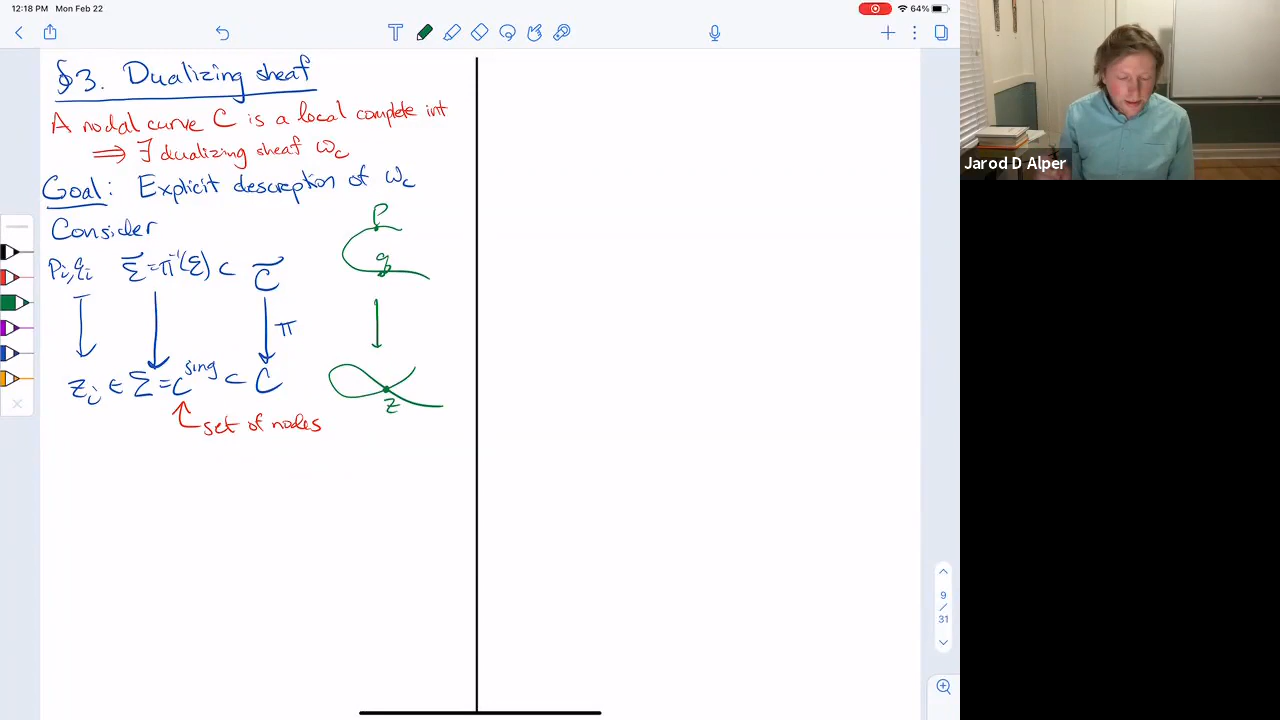 12:18 PM Mon Feb 22
64%
§3. Dualizing sheaf
A nodal curve C is a local complete int
⟹ ∃ dualizing sheaf ω_C
Goal: Explicit description of ω_C
Consider
p_i, q_i Σ̃ = π⁻¹(Σ) ⊂ C̃
π
z_i ∈ Σ = C^sing ⊂ C
set of nodes
p
q
z
T
9
/
31
Jarod D Alper